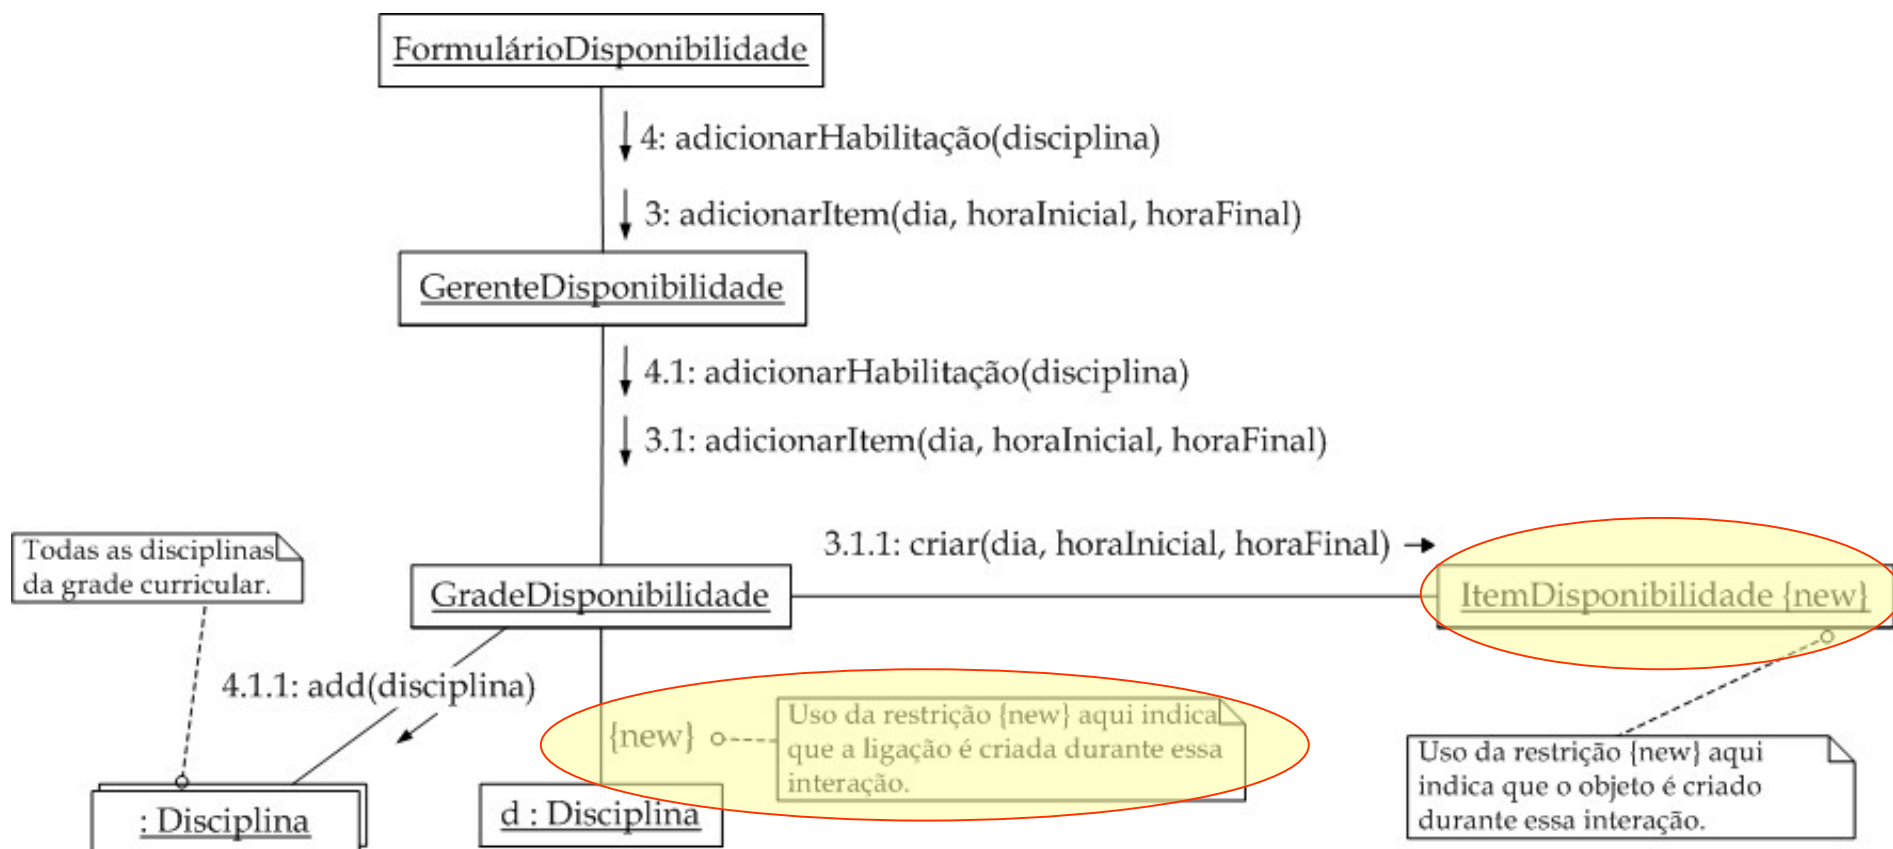 FormulárioDisponibilidade
4: adicionarHabilitação(disciplina)
3: adicionarItem(dia, horaInicial, horaFinal)
GerenteDisponibilidade
4.1: adicionarHabilitação(disciplina)
3.1: adicionarItem(dia, horaInicial, horaFinal)
Todas as disciplinas
da grade curricular.
3.1.1: criar(dia, horaInicial, horaFinal)
GradeDisponibilidade
ItemDisponibilidade {new}
4.1.1: add(disciplina)
{new}
Uso da restrição {new} aqui indica
que a ligação é criada durante essa
interação.
Uso da restrição {new} aqui
indica que o objeto é criado
durante essa interação.
: Disciplina
d : Disciplina